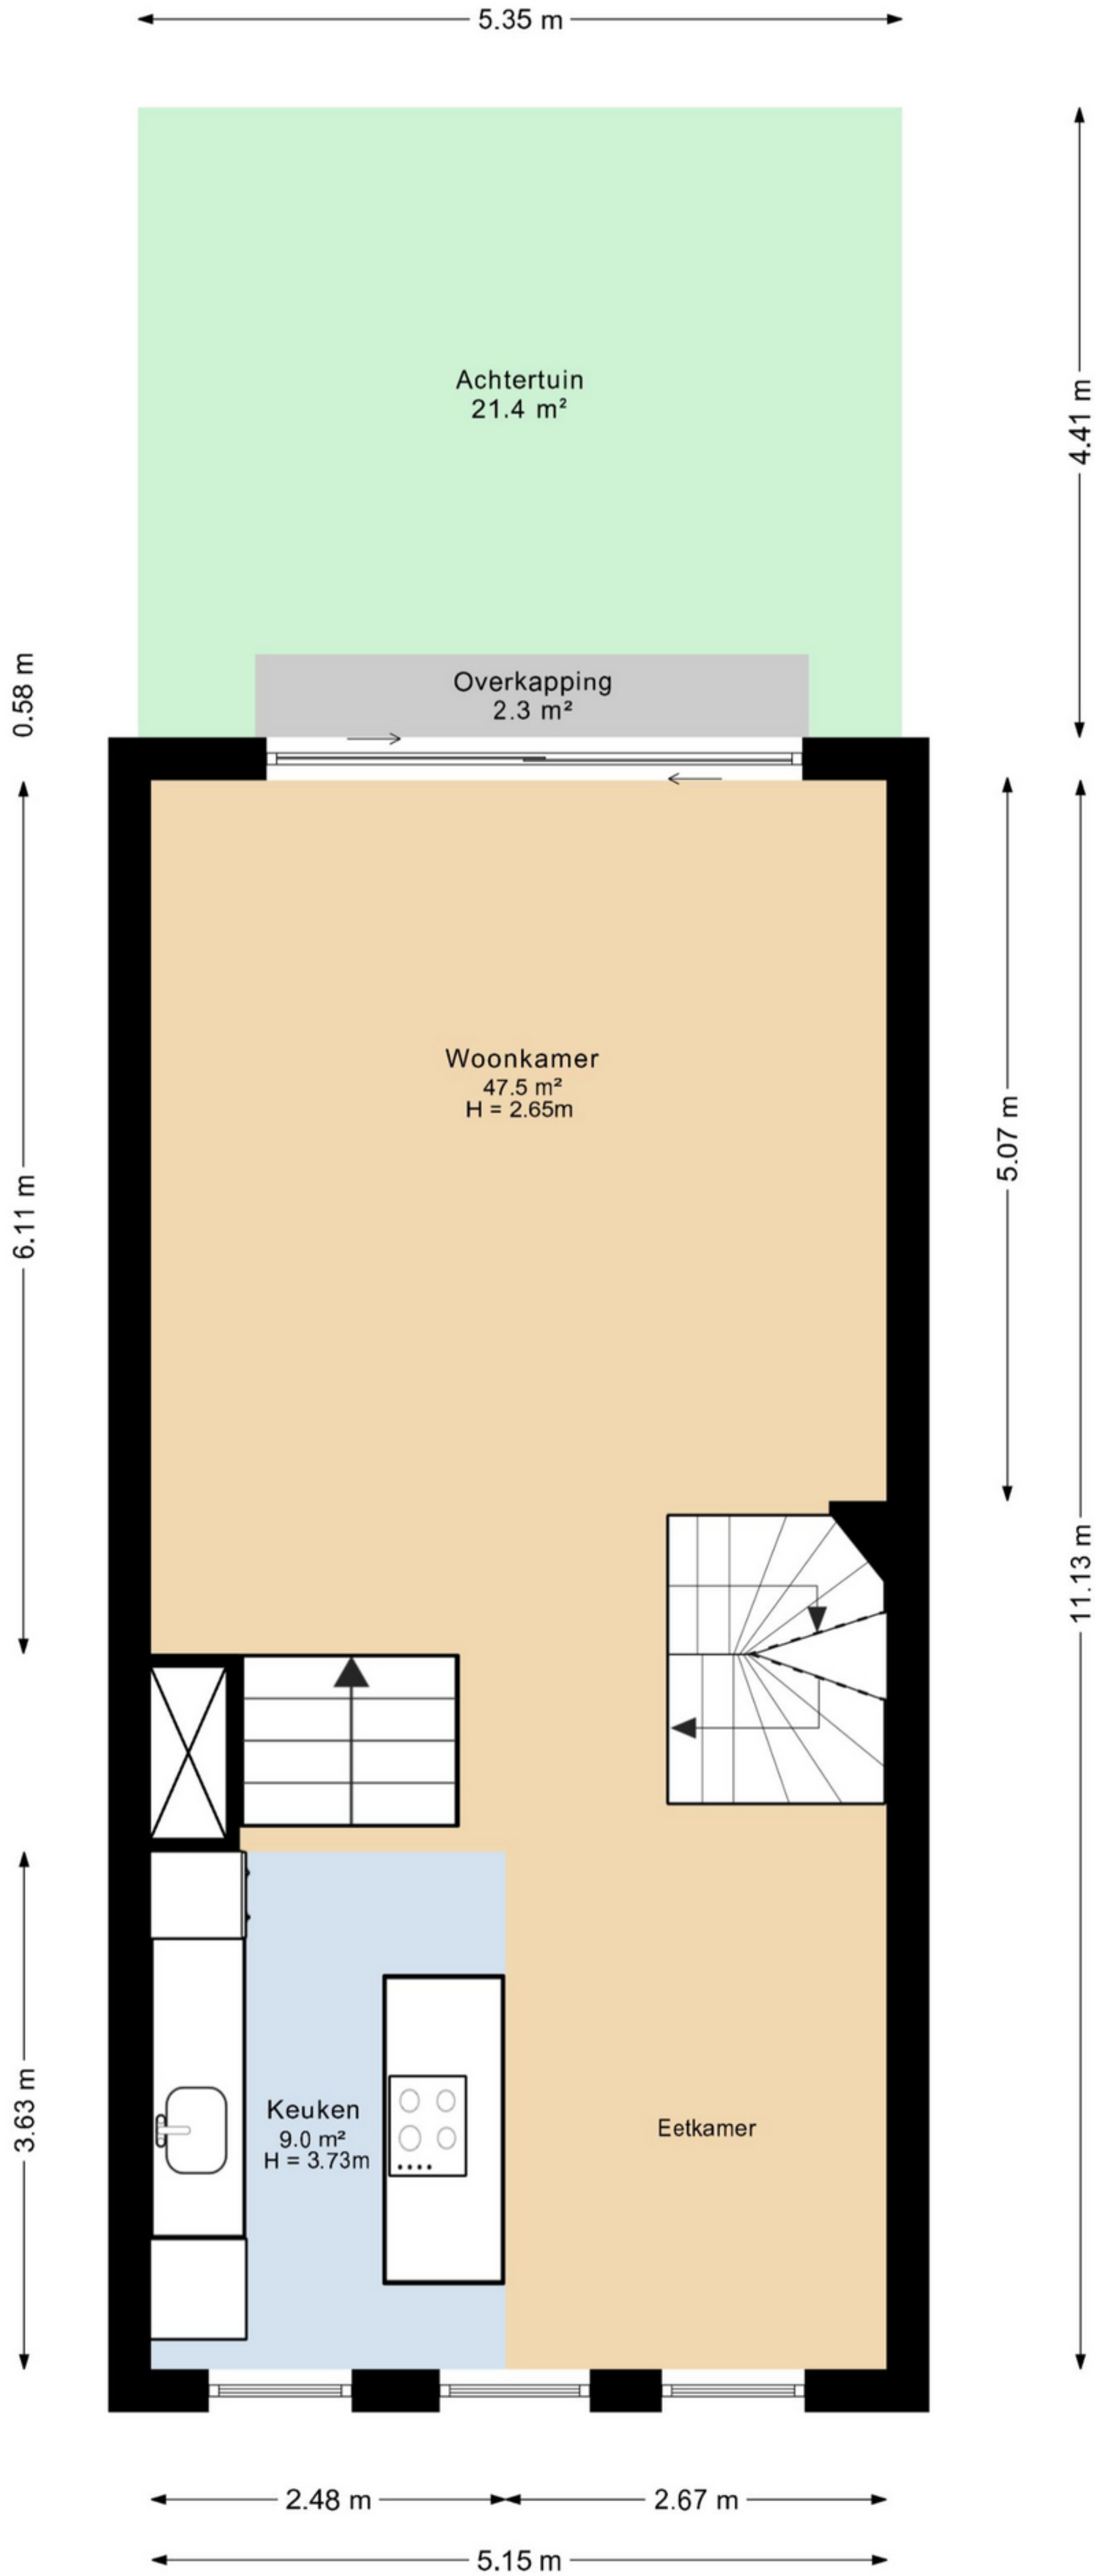 5.35 m
Achtertuin
21.4 m²
4.41 m
0.58 m
Overkapping
2.3 m²
Woonkamer
47.5 m²
H = 2.65m
5.07 m
6.11 m
11.13 m
3.63 m
Keuken
9.0 m²
H = 3.73m
Eetkamer
2.48 m
2.67 m
5.15 m